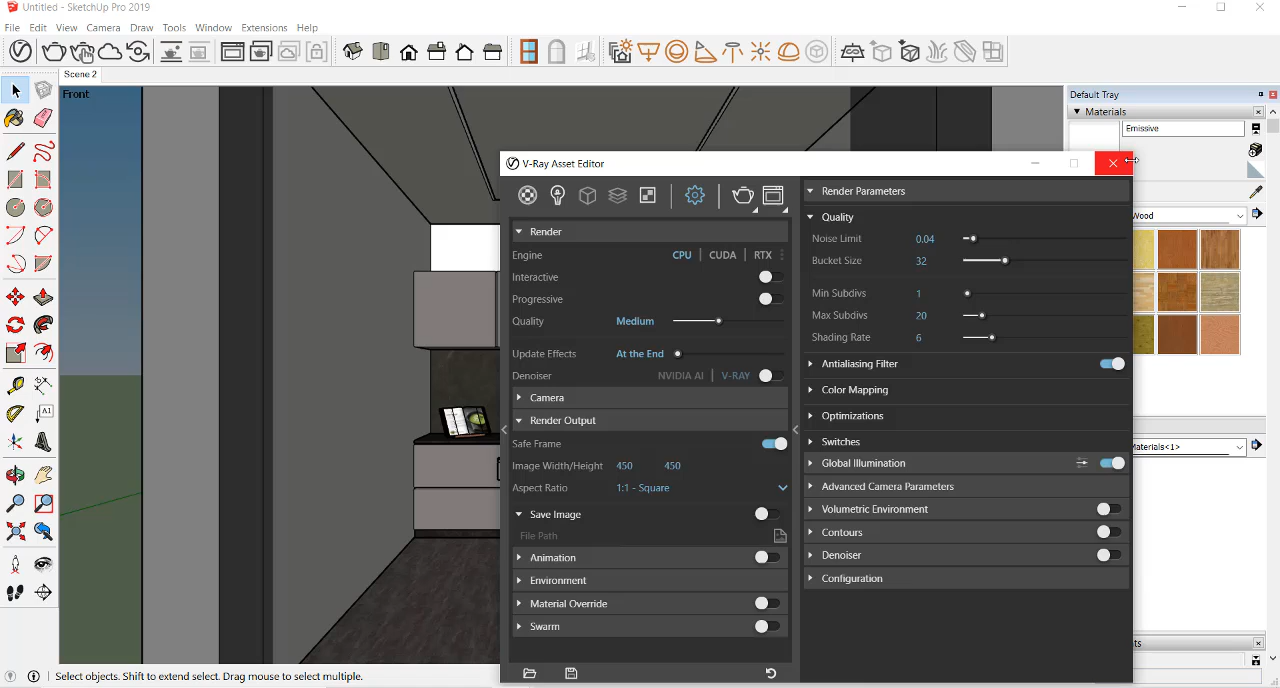 Untitled - SketchUp Pro 2019
File Edit View Camera Draw Tools Window Extensions Help
Scene 2
Front
Default Tray
Materials
Emissive
V-Ray Asset Editor
Render
Engine CPU | CUDA | RTX
Interactive
Progressive
Quality Medium
Update Effects At the End
Denoiser NVIDIA AI | V-RAY
Camera
Render Output
Safe Frame
Image Width/Height 450 450
Aspect Ratio 1:1 - Square
Save Image
File Path
Animation
Environment
Material Override
Swarm
Render Parameters
Quality
Noise Limit 0.04
Bucket Size 32
Min Subdivs 1
Max Subdivs 20
Shading Rate 6
Antialiasing Filter
Color Mapping
Optimizations
Switches
Global Illumination
Advanced Camera Parameters
Volumetric Environment
Contours
Denoiser
Configuration
Wood
Materials<1>
ts
AI
Select objects. Shift to extend select. Drag mouse to select multiple.